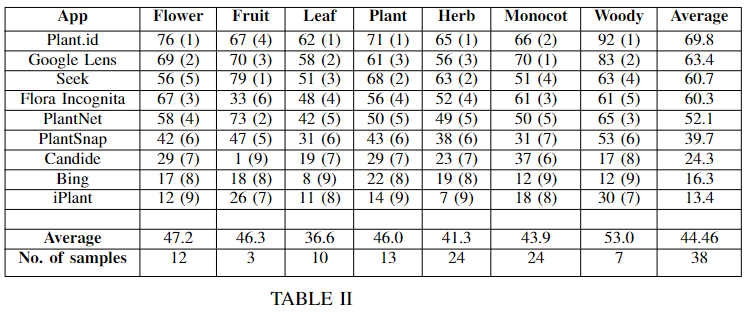 App Flower Fruit Leaf Plant Herb Monocot Woody Average
Plant.id 76 (1) 67 (4) 62 (1) 71 (1) 65 (1) 66 (2) 92 (1) 69.8
Google Lens 69 (2) 70 (3) 58 (2) 61 (3) 56 (3) 70 (1) 83 (2) 63.4
Seek 56 (5) 79 (1) 51 (3) 68 (2) 63 (2) 51 (4) 63 (4) 60.7
Flora Incognita 67 (3) 33 (6) 48 (4) 56 (4) 52 (4) 61 (3) 61 (5) 60.3
PlantNet 58 (4) 73 (2) 42 (5) 50 (5) 49 (5) 50 (5) 65 (3) 52.1
PlantSnap 42 (6) 47 (5) 31 (6) 43 (6) 38 (6) 31 (7) 53 (6) 39.7
Candide 29 (7) 1 (9) 19 (7) 29 (7) 23 (7) 37 (6) 17 (8) 24.3
Bing 17 (8) 18 (8) 8 (9) 22 (8) 19 (8) 12 (9) 12 (9) 16.3
iPlant 12 (9) 26 (7) 11 (8) 14 (9) 7 (9) 18 (8) 30 (7) 13.4
Average 47.2 46.3 36.6 46.0 41.3 43.9 53.0 44.46
No. of samples 12 3 10 13 24 24 7 38
TABLE II